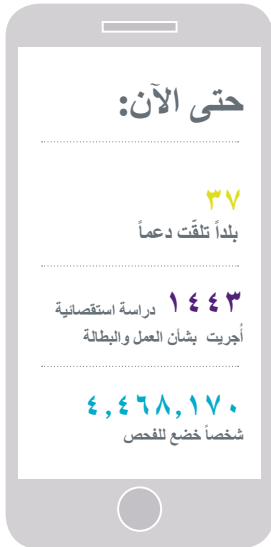 حتى الآن:
٣٧
بلداً تلقّت دعماً
١٤٤٣ دراسة استقصائية
أُجريت بشأن العمل والبطالة
٤,٤٦٨,١٧٠
شخصاً خضع للفحص